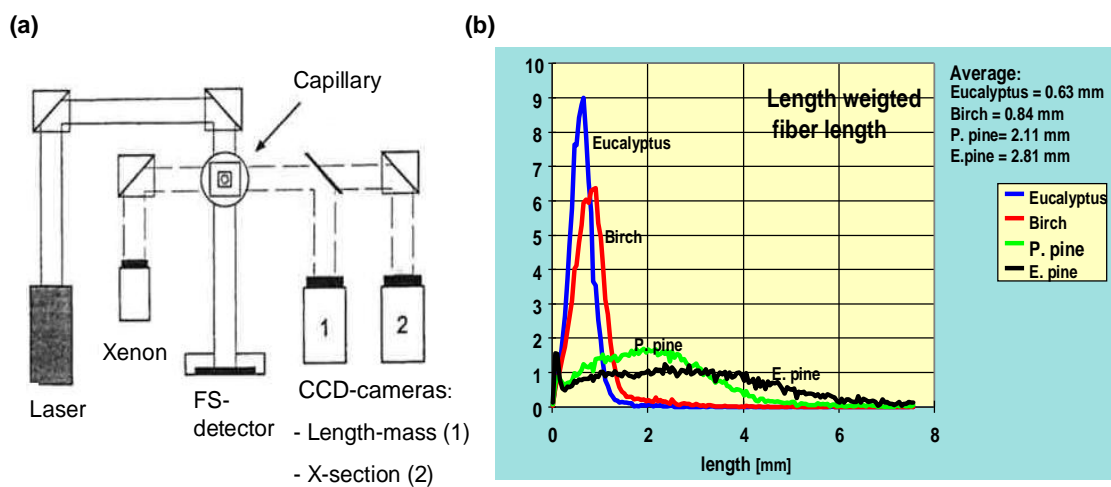 (a)
Capillary
1
2
Xenon
Laser
FS-
detector
CCD-cameras:
- Length-mass (1)
- X-section (2)
(b)
10
9
8
7
6
5
4
3
2
1
0
0
2
4
6
8
length [mm]
Length weigted
fiber length
Eucalyptus
Birch
P. pine
E. pine
Average:
Eucalyptus = 0.63 mm
Birch = 0.84 mm
P. pine= 2.11 mm
E.pine = 2.81 mm
Eucalyptus
Birch
P. pine
E. pine